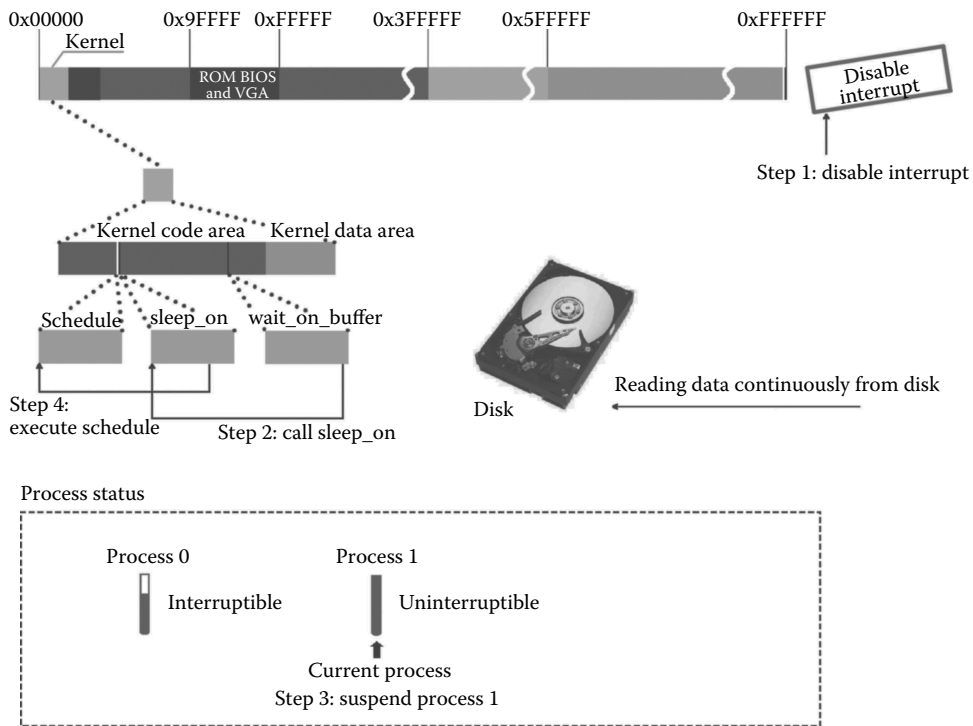 0x00000 0x9FFFF 0xFFFFF 0x3FFFFF 0x5FFFFF 0xFFFFFF
Kernel
ROM BIOS
and VGA
Disable
interrupt
Step 1: disable interrupt
Kernel code area Kernel data area
Schedule sleep_on wait_on_buffer
Step 4:
execute schedule
Step 2: call sleep_on
Disk
Reading data continuously from disk
Process status
Process 0 Process 1
Interruptible Uninterruptible
Current process
Step 3: suspend process 1